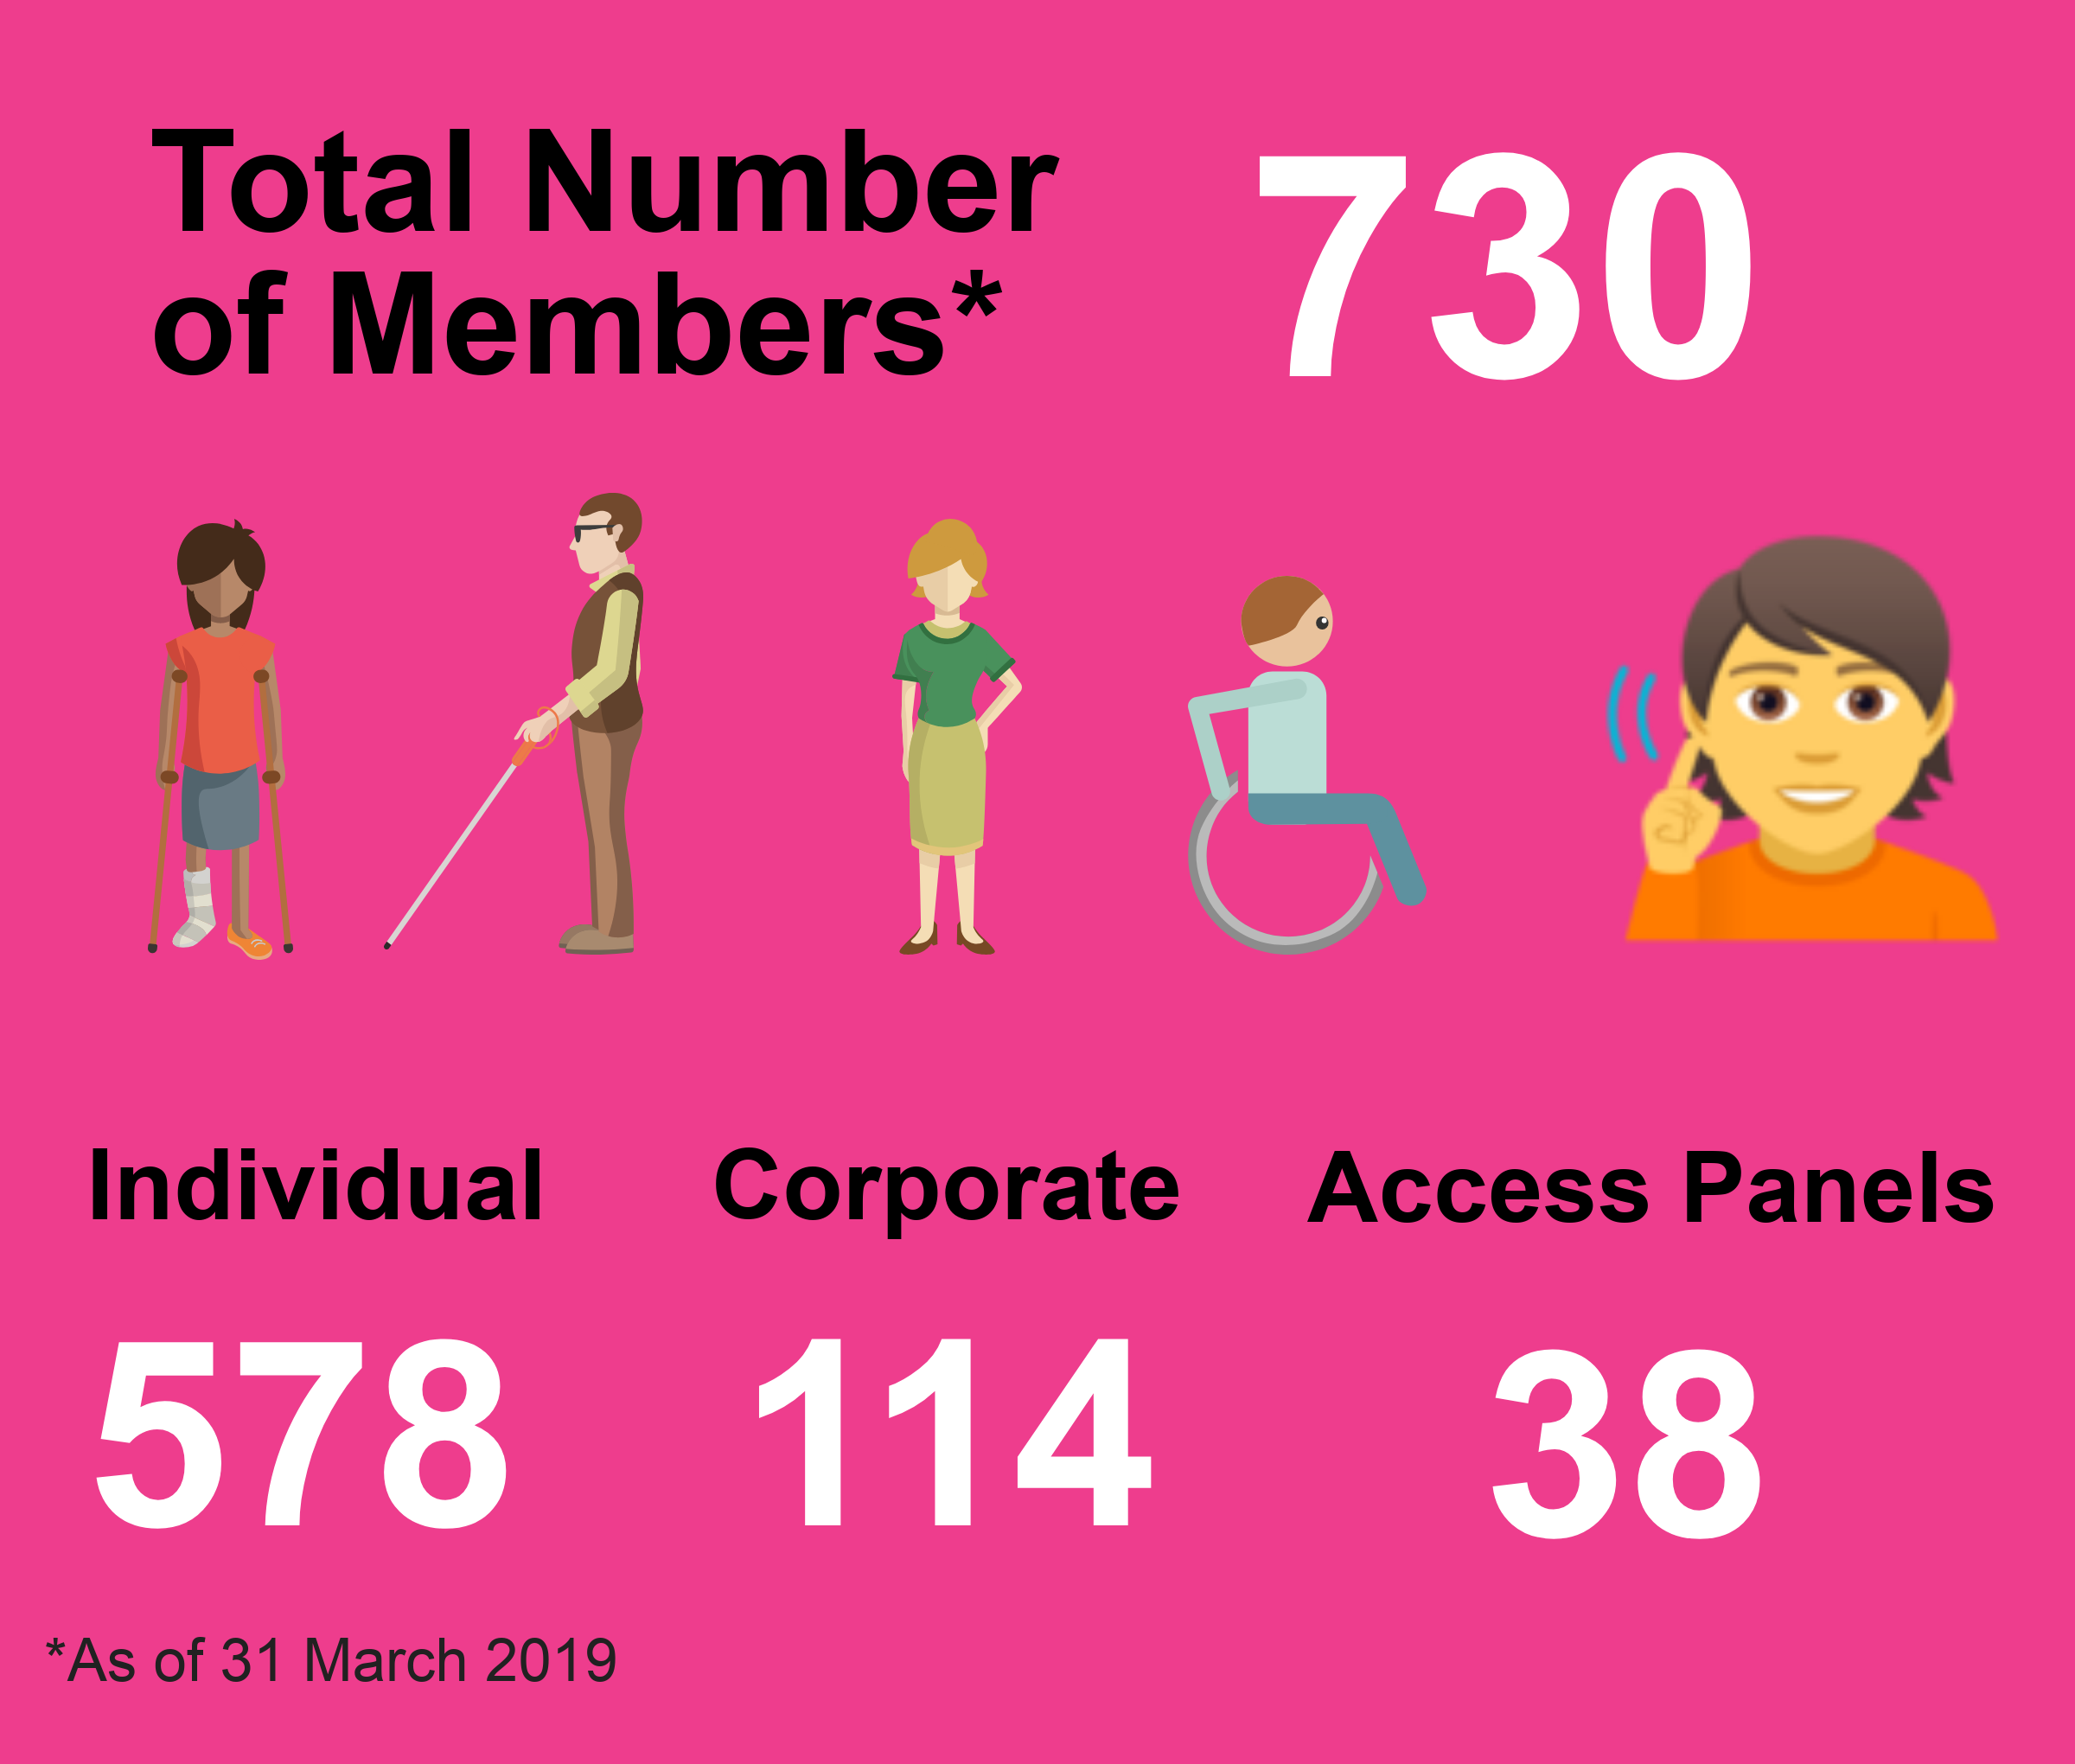 Total Number
of Members*
730
Individual
Corporate
Access Panels
578
114
38
*As of 31 March 2019